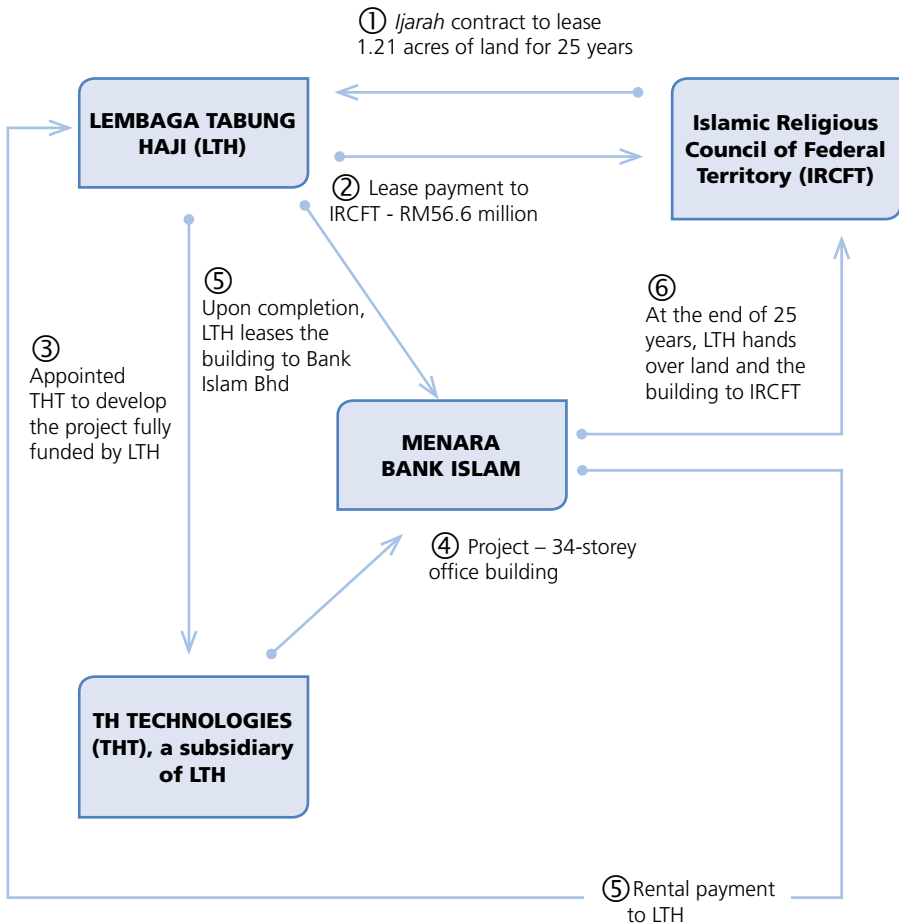 ① Ijarah contract to lease
1.21 acres of land for 25 years
LEMBAGA TABUNG
HAJI (LTH)
Islamic Religious
Council of Federal
Territory (IRCFT)
② Lease payment to
IRCFT - RM56.6 million
③
Appointed
THT to develop
the project fully
funded by LTH
⑤
Upon completion,
LTH leases the
building to Bank
Islam Bhd
⑥
At the end of 25
years, LTH hands
over land and the
building to IRCFT
MENARA
BANK ISLAM
④ Project – 34-storey
office building
TH TECHNOLOGIES
(THT), a subsidiary
of LTH
⑤ Rental payment
to LTH